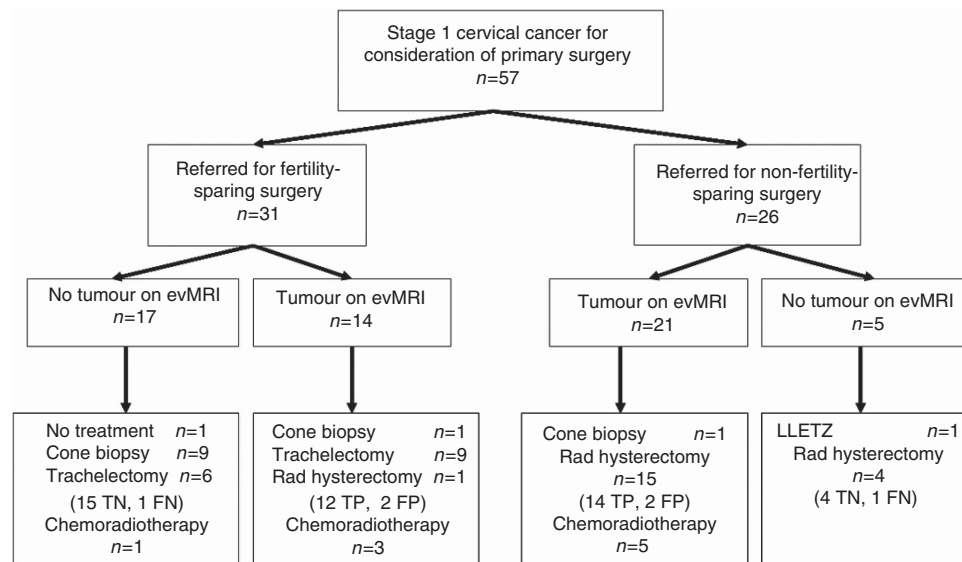 Stage 1 cervical cancer for
consideration of primary surgery
n=57
Referred for fertility-
sparing surgery
n=31
Referred for non-fertility-
sparing surgery
n=26
No tumour on evMRI
n=17
Tumour on evMRI
n=14
Tumour on evMRI
n=21
No tumour on evMRI
n=5
No treatment n=1
Cone biopsy n=9
Trachelectomy n=6
(15 TN, 1 FN)
Chemoradiotherapy
n=1
Cone biopsy n=1
Trachelectomy n=9
Rad hysterectomy n=1
(12 TP, 2 FP)
Chemoradiotherapy
n=3
Cone biopsy n=1
Rad hysterectomy
n=15
(14 TP, 2 FP)
Chemoradiotherapy
n=5
LLETZ n=1
Rad hysterectomy
n=4
(4 TN, 1 FN)